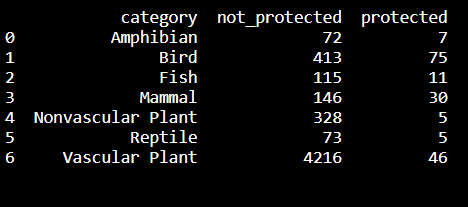 category not_protected protected
0 Amphibian 72 7
1 Bird 413 75
2 Fish 115 11
3 Mammal 146 30
4 Nonvascular Plant 328 5
5 Reptile 73 5
6 Vascular Plant 4216 46